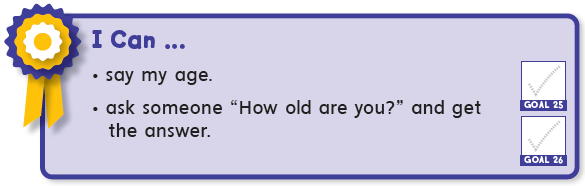 I Can ...
• say my age.
• ask someone “How old are you?” and get
the answer.
GOAL 25
GOAL 26